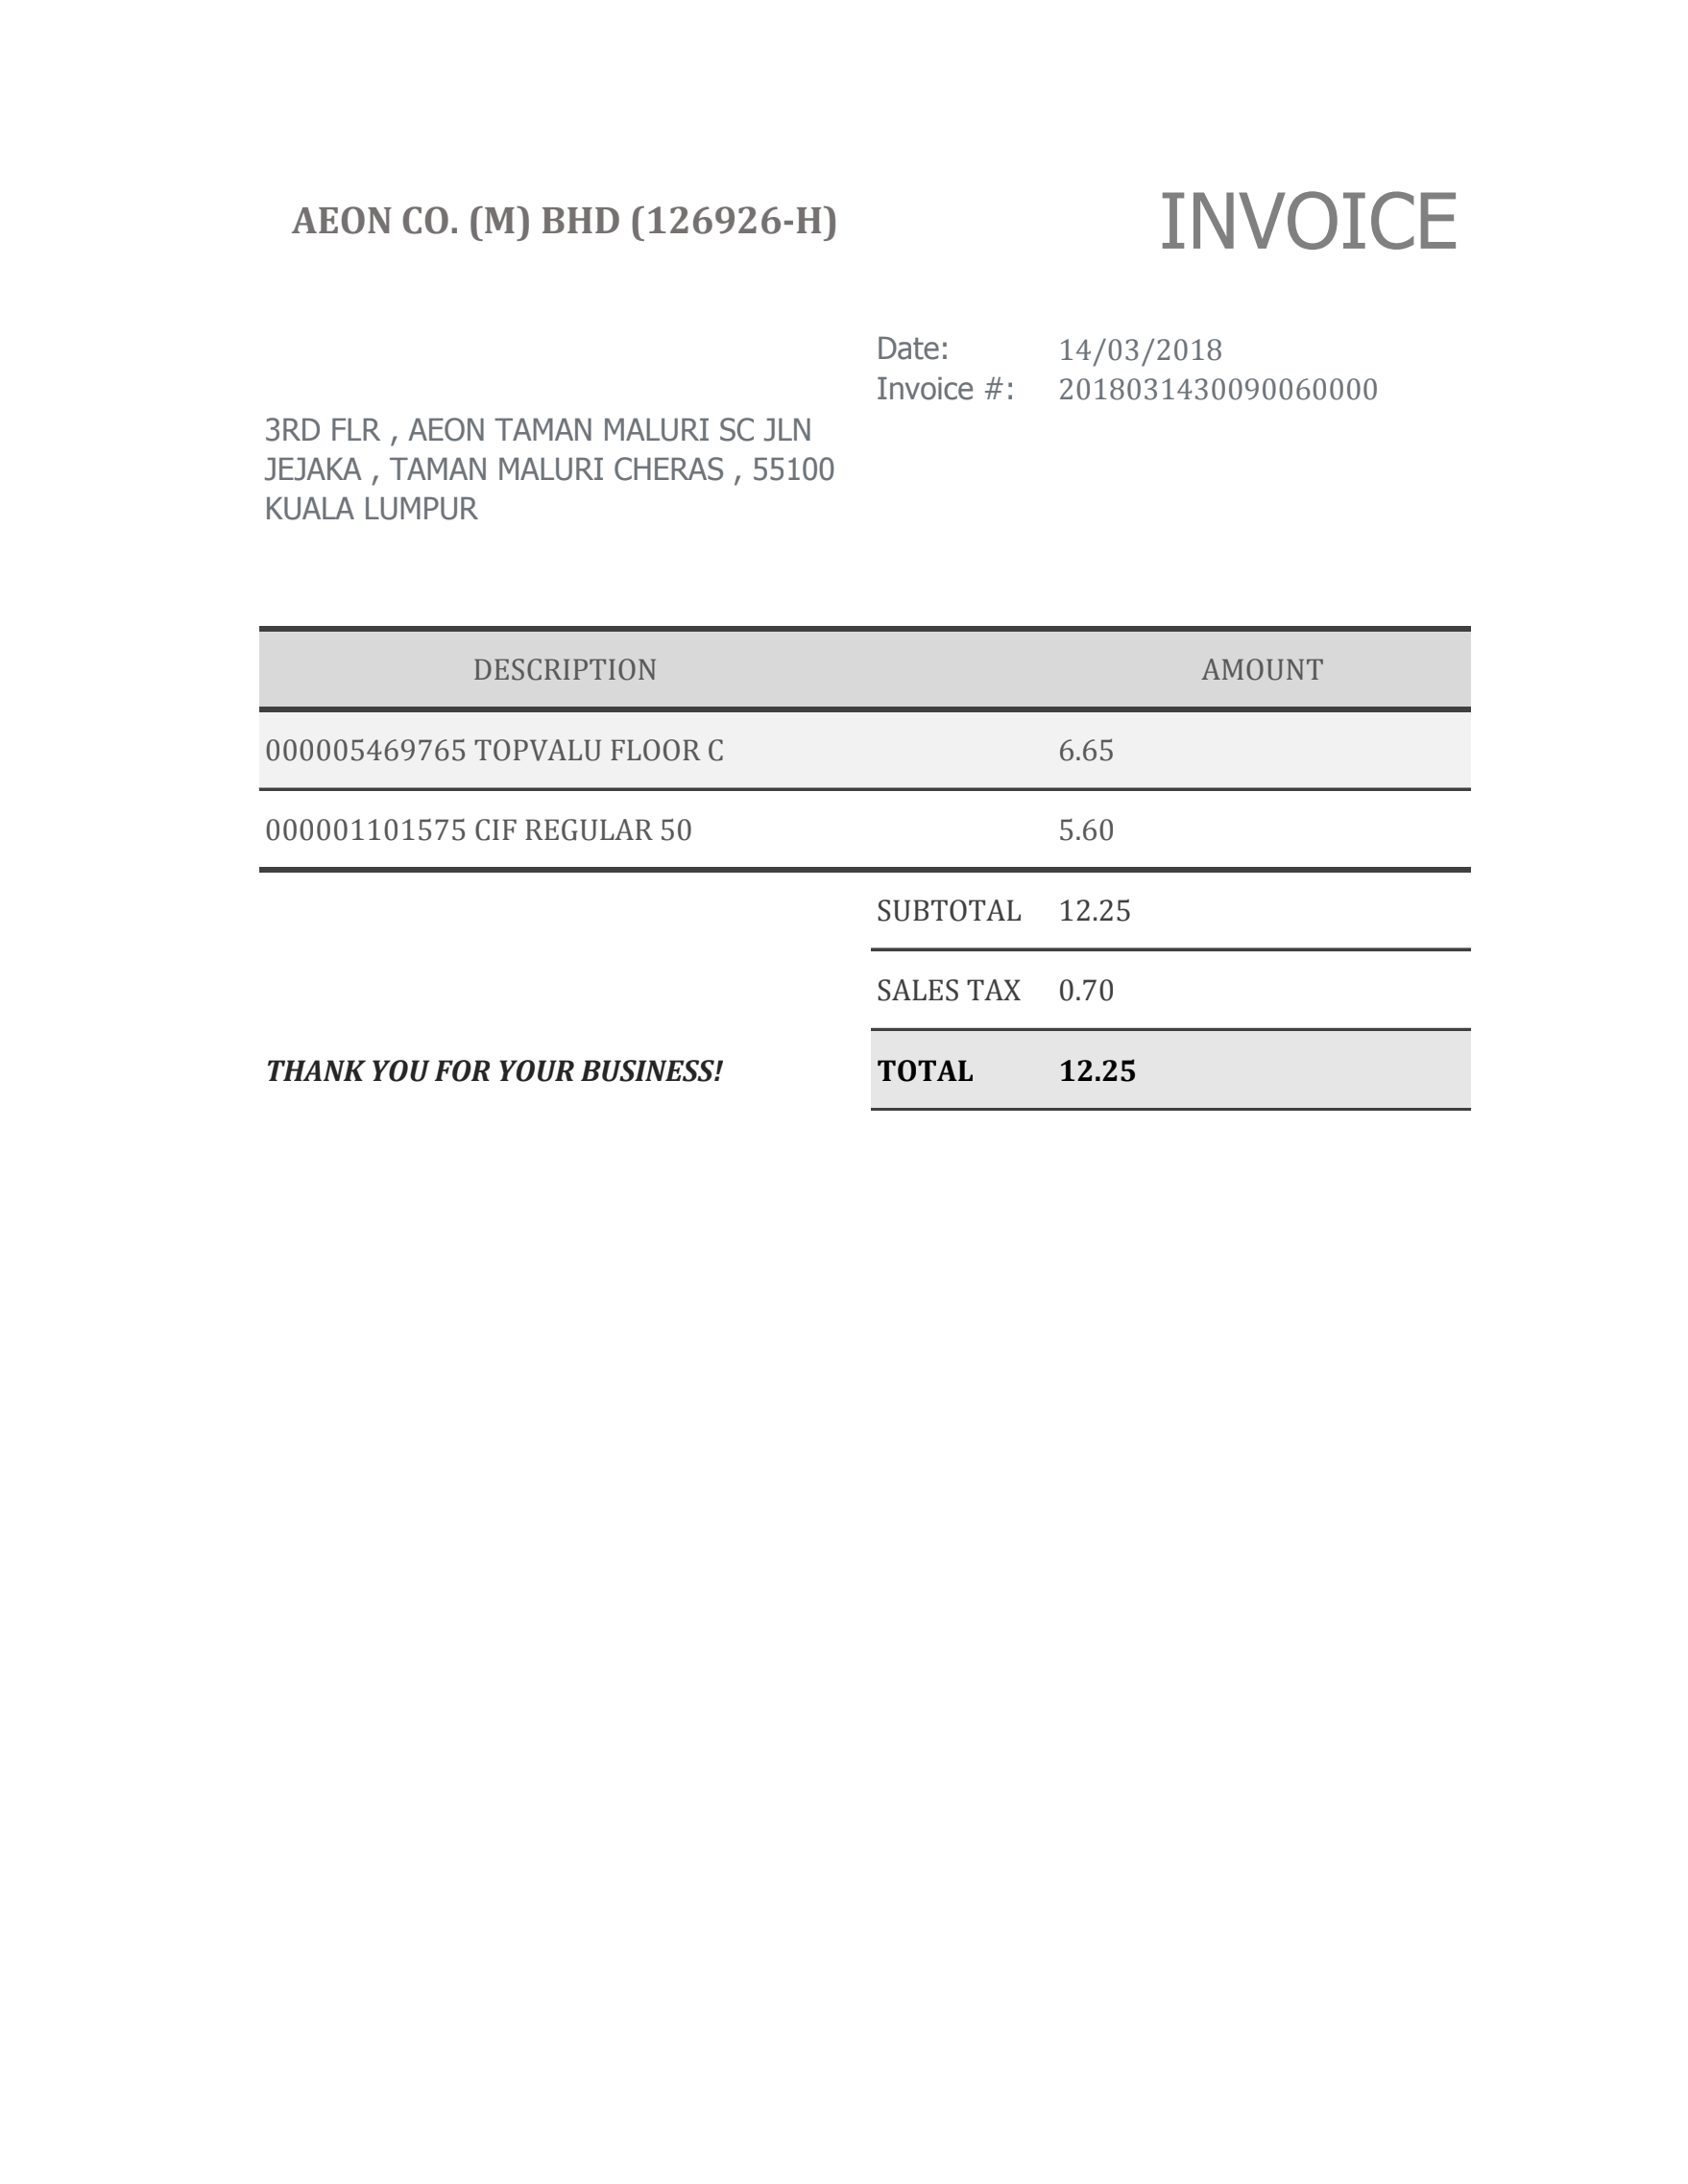 AEON CO. (M) BHD (126926-H)
INVOICE
Date: 14/03/2018
Invoice #: 2018031430090060000
3RD FLR , AEON TAMAN MALURI SC JLN
JEJAKA , TAMAN MALURI CHERAS , 55100
KUALA LUMPUR
DESCRIPTION AMOUNT
000005469765 TOPVALU FLOOR C 6.65
000001101575 CIF REGULAR 50 5.60
SUBTOTAL 12.25
SALES TAX 0.70
THANK YOU FOR YOUR BUSINESS! TOTAL 12.25